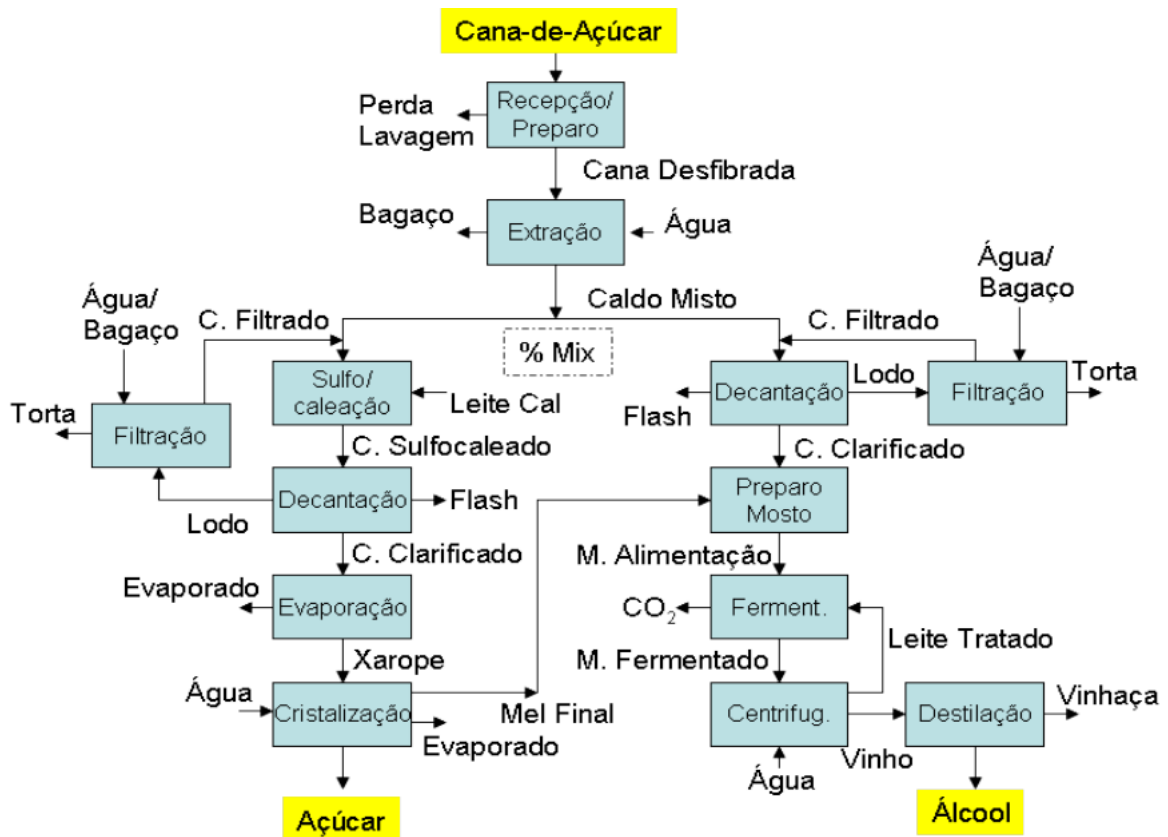 Cana-de-Açúcar
Recepção/
Preparo
Perda
Lavagem
Cana Desfibrada
Bagaço
Extração
Água
Caldo Misto
% Mix
Água/
Bagaço
C. Filtrado
Torta
Filtração
Sulfo/
caleação
Leite Cal
C. Sulfocaleado
Lodo
Decantação
Flash
C. Clarificado
Evaporado
Evaporação
Xarope
Água
Cristalização
Mel Final
Evaporado
Açúcar
Água/
Bagaço
C. Filtrado
Decantação
Lodo
Filtração
Torta
Flash
C. Clarificado
Preparo
Mosto
M. Alimentação
CO₂
Ferment.
Leite Tratado
M. Fermentado
Centrifug.
Água
Vinho
Destilação
Vinhaça
Álcool